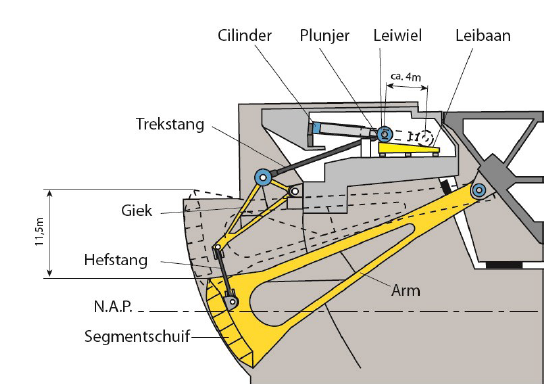 Cilinder Plunjer Leiwiel Leibaan
ca. 4m
Trekstang
Giek
11,5m
Hefstang
Arm
N.A.P.
Segmentschuif